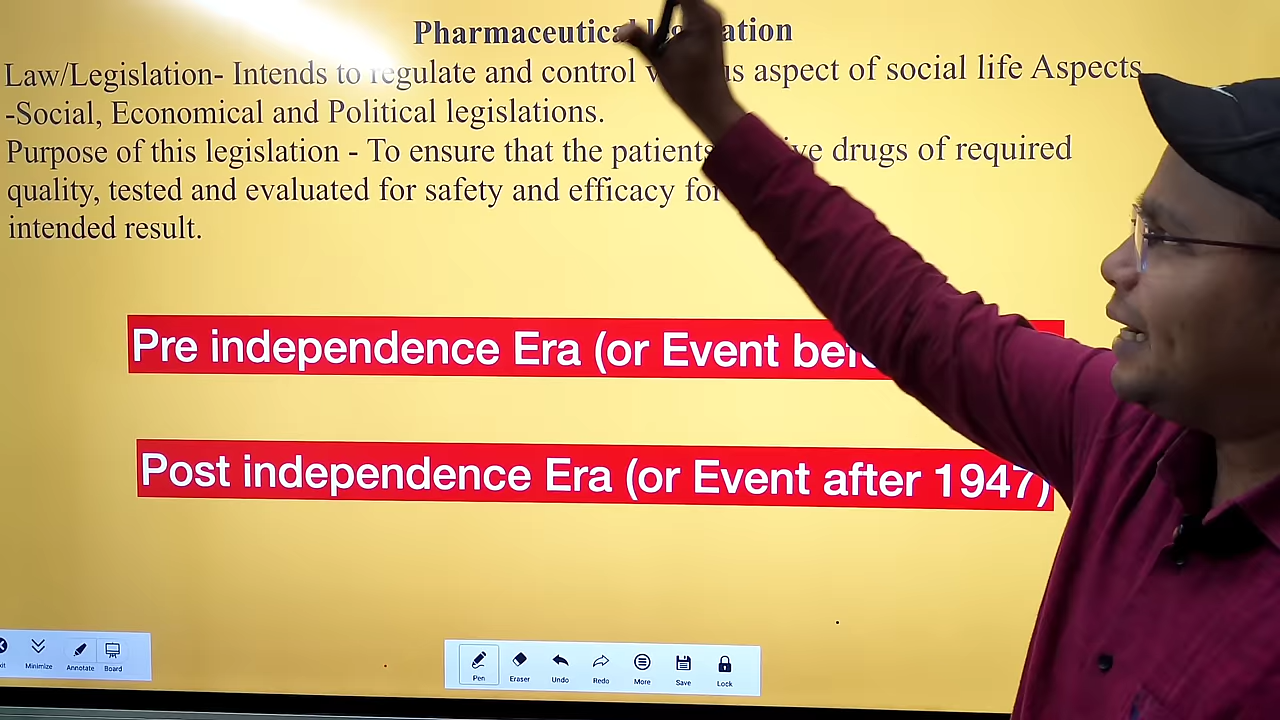 Pharmaceutical legislation
Law/Legislation- Intends to regulate and control us aspect of social life Aspects
-Social, Economical and Political legislations.
Purpose of this legislation - To ensure that the patients drugs of required
quality, tested and evaluated for safety and efficacy for
intended result.
Pre independence Era (or Event
Post independence Era (or Event after 1947)
Minimize
Annotate
Board
Pen
Eraser
Undo
Redo
More
Save
Lock